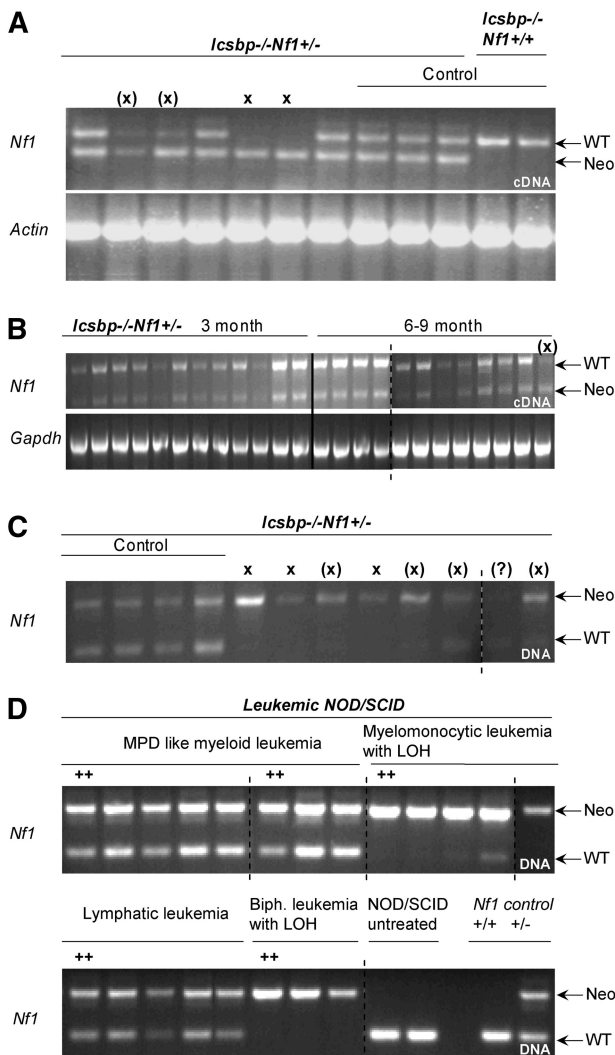 A
Icsbp-/-
Nf1+/+
Icsbp-/-Nf1+/-
Control
(x) (x) x x
Nf1
WT
Neo
cDNA
Actin
B
Icsbp-/-Nf1+/- 3 month 6-9 month
(x)
Nf1
WT
Neo
cDNA
Gapdh
C
Icsbp-/-Nf1+/-
Control
x x (x) x (x) (x) (?) (x)
Nf1
Neo
WT
DNA
D
Leukemic NOD/SCID
MPD like myeloid leukemia
Myelomonocytic leukemia
with LOH
++ ++ ++
Nf1
Neo
WT
DNA
Lymphatic leukemia
Biph. leukemia
with LOH
NOD/SCID
untreated
Nf1 control
+/+ +/-
++ ++
Nf1
Neo
WT
DNA